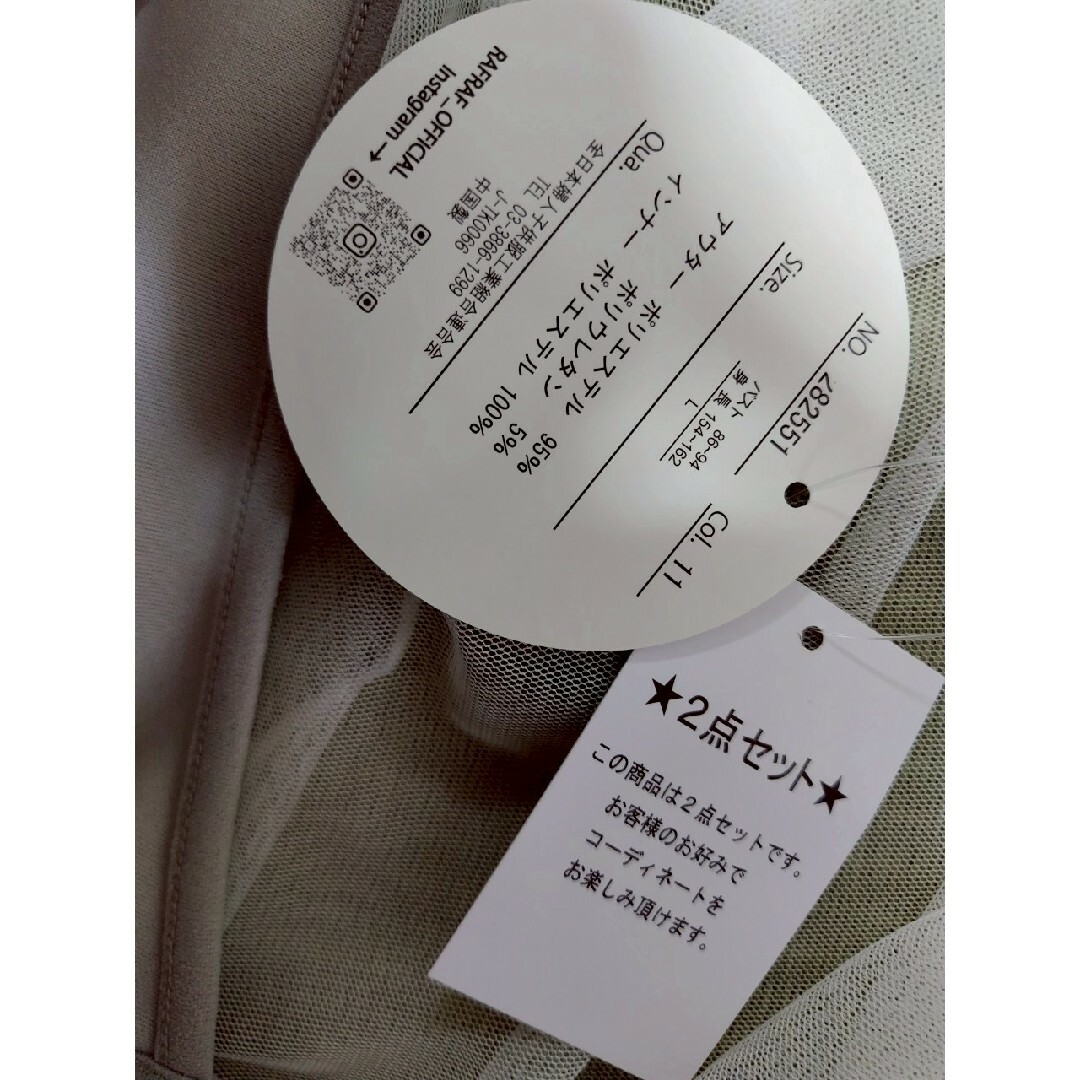 NO. 282551
Col. 11
Size.
バスト 86~94
身長 154~162
L
Qua.
アウター ポリエステル 95%
ポリウレタン 5%
インナー ポリエステル 100%
全日本婦人子供服工業組合連合会
TEL 03-3866-1299
J-TK0066
中国製
RAFRAF_OFFICIAL
Instagram→
★2点セット★
この商品は2点セットです。
お客様のお好みで
コーディネートを
お楽しみ頂けます。